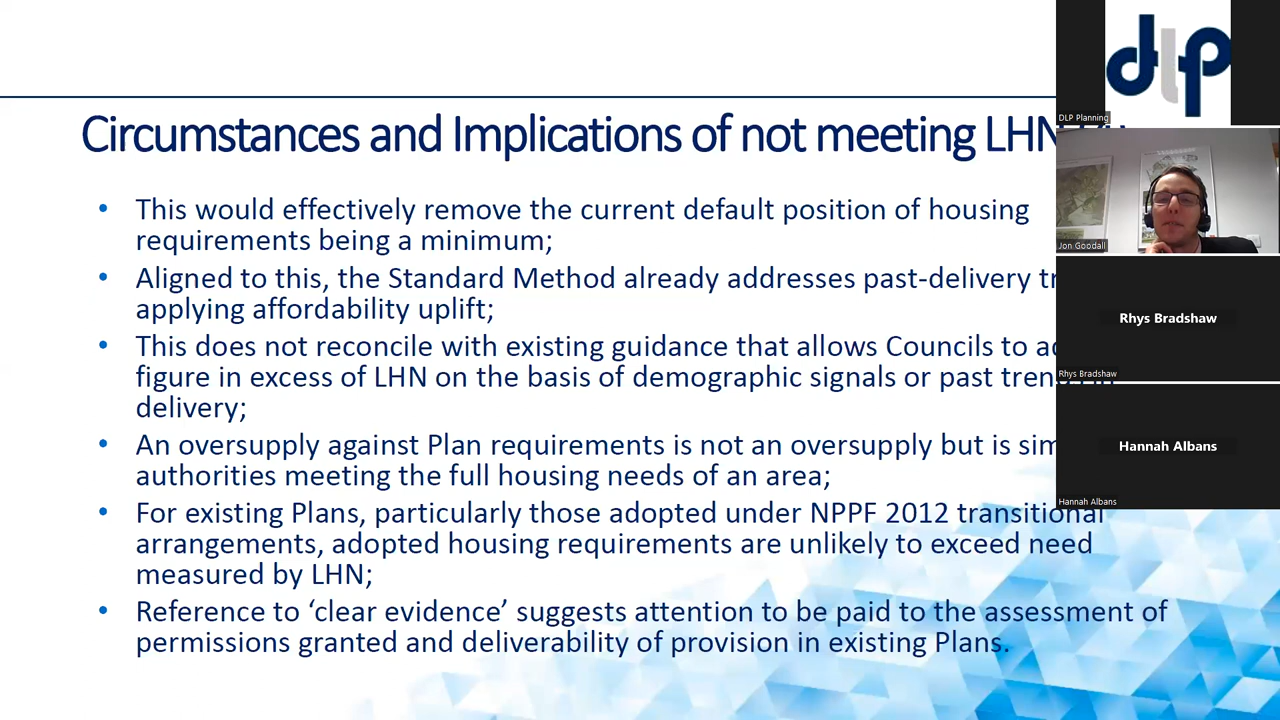 Circumstances and Implications of not meeting LHN
• This would effectively remove the current default position of housing
requirements being a minimum;
• Aligned to this, the Standard Method already addresses past-delivery
applying affordability uplift;
• This does not reconcile with existing guidance that allows Councils to
figure in excess of LHN on the basis of demographic signals or past
delivery;
• An oversupply against Plan requirements is not an oversupply but is
authorities meeting the full housing needs of an area;
• For existing Plans, particularly those adopted under NPPF 2012 transitional
arrangements, adopted housing requirements are unlikely to exceed need
measured by LHN;
• Reference to ‘clear evidence’ suggests attention to be paid to the assessment of
permissions granted and deliverability of provision in existing Plans.
dlp
DLP Planning
Jon Goodall
Rhys Bradshaw
Rhys Bradshaw
Hannah Albans
Hannah Albans